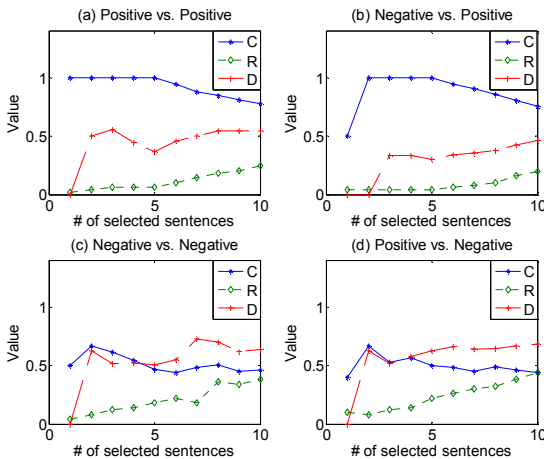 (a) Positive vs. Positive
Value
1
0.5
0
0 5 10
# of selected sentences
C
R
D
(b) Negative vs. Positive
Value
1
0.5
0
0 5 10
# of selected sentences
C
R
D
(c) Negative vs. Negative
Value
1
0.5
0
0 5 10
# of selected sentences
C
R
D
(d) Positive vs. Negative
Value
1
0.5
0
0 5 10
# of selected sentences
C
R
D